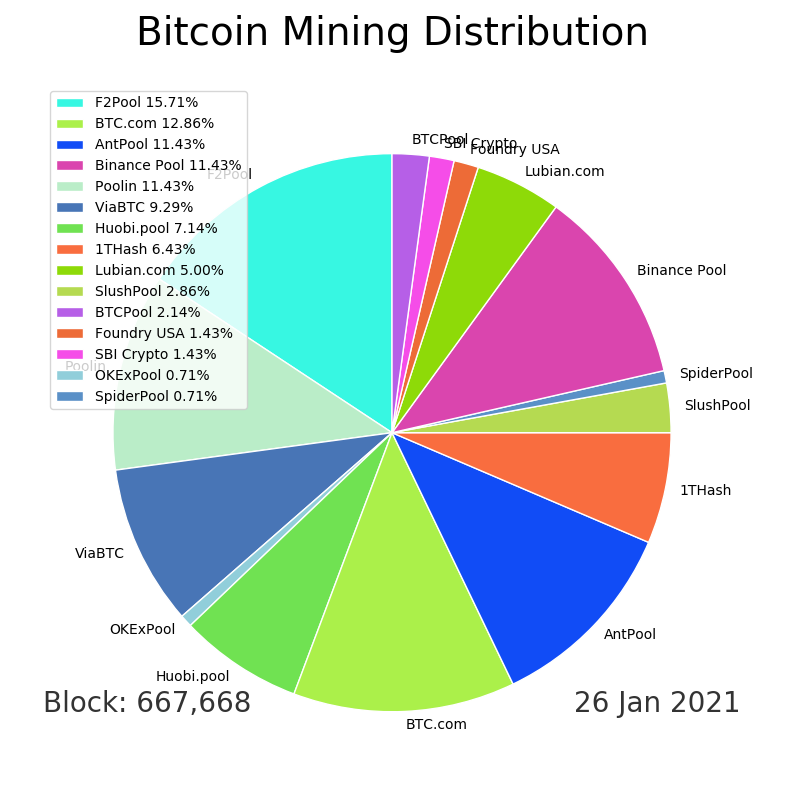 Bitcoin Mining Distribution
F2Pool 15.71%
BTC.com 12.86%
AntPool 11.43%
Binance Pool 11.43%
Poolin 11.43%
ViaBTC 9.29%
Huobi.pool 7.14%
1THash 6.43%
Lubian.com 5.00%
SlushPool 2.86%
BTCPool 2.14%
Foundry USA 1.43%
SBI Crypto 1.43%
OKExPool 0.71%
SpiderPool 0.71%
BTCPool
SBI Crypto
Foundry USA
Lubian.com
F2Pool
Binance Pool
Poolin
SpiderPool
SlushPool
1THash
ViaBTC
OKExPool
AntPool
Huobi.pool
BTC.com
Block: 667,668
26 Jan 2021